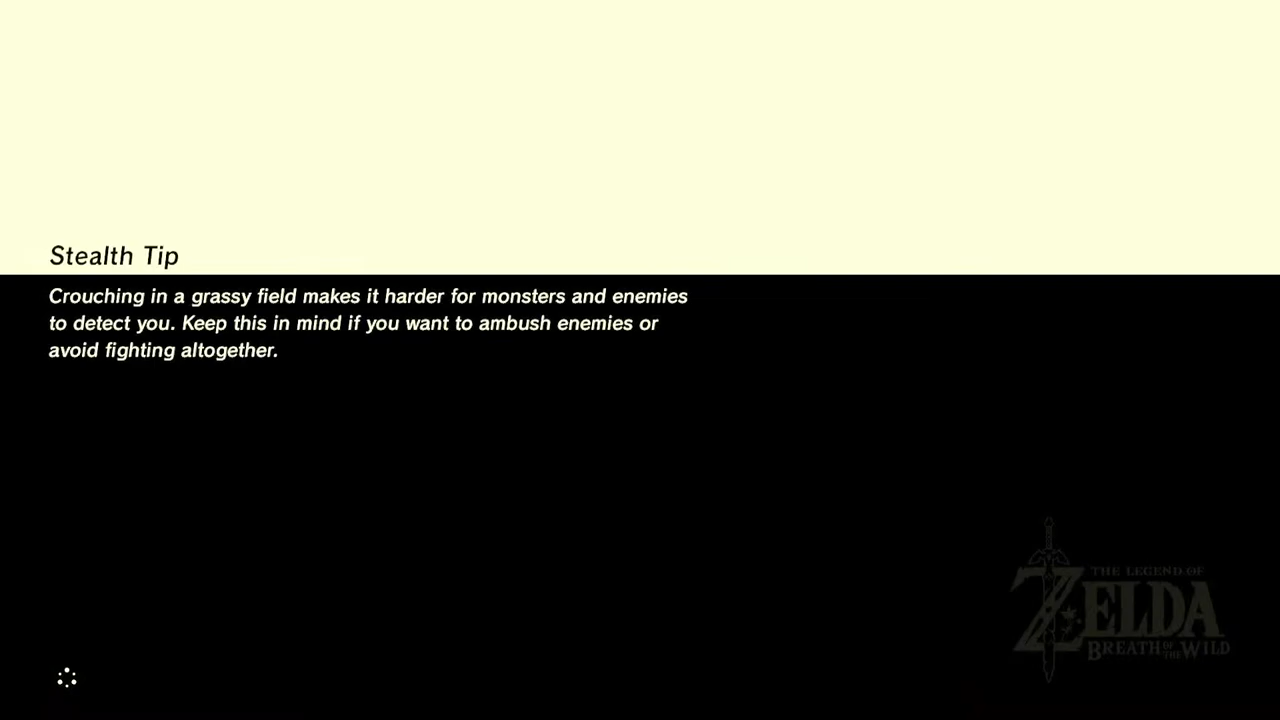 Stealth Tip
Crouching in a grassy field makes it harder for monsters and enemies
to detect you. Keep this in mind if you want to ambush enemies or
avoid fighting altogether.
THE LEGEND OF
ZELDA
BREATH OF THE WILD